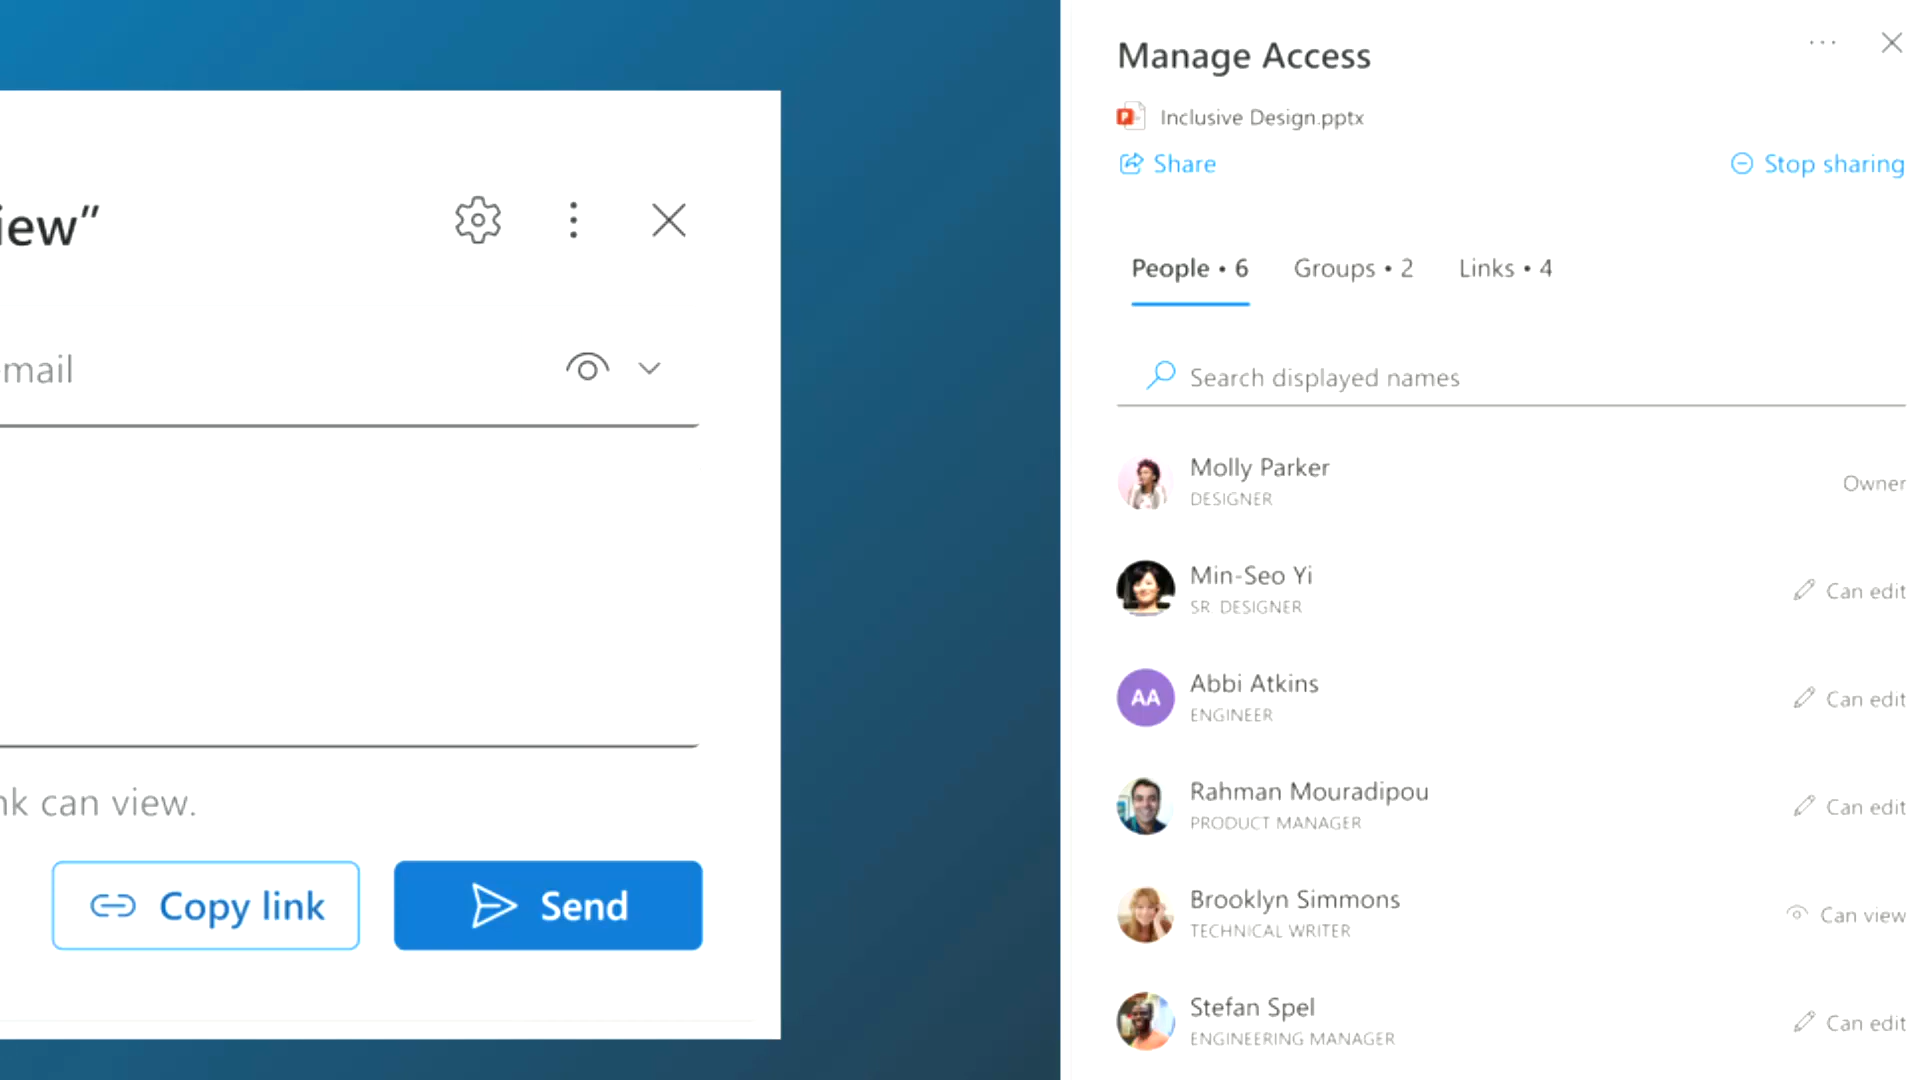 iew”
mail
nk can view.
Copy link
Send
Manage Access
Inclusive Design.pptx
Share
Stop sharing
People • 6
Groups • 2
Links • 4
Search displayed names
Molly Parker
DESIGNER
Owner
Min-Seo Yi
SR DESIGNER
Can edit
AA
Abbi Atkins
ENGINEER
Can edit
Rahman Mouradipou
PRODUCT MANAGER
Can edit
Brooklyn Simmons
TECHNICAL WRITER
Can view
Stefan Spel
ENGINEERING MANAGER
Can edit